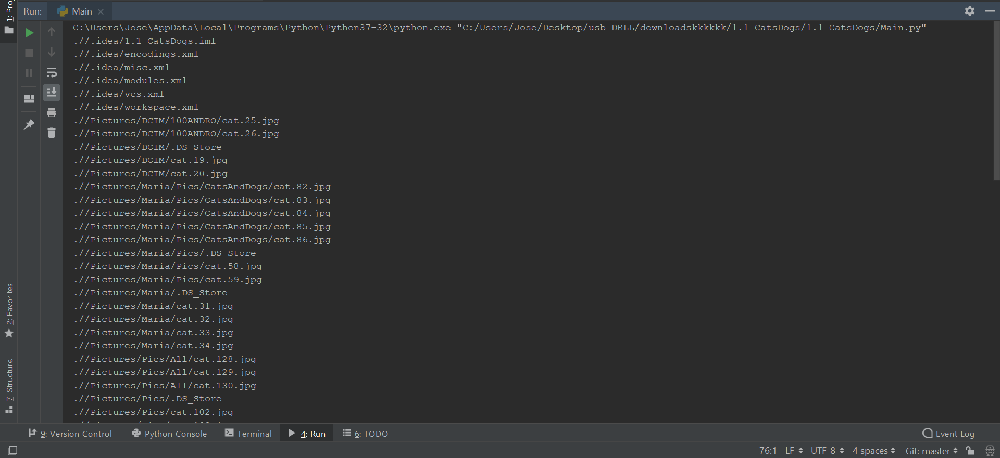 1: Pro
Run:
Main
C:\Users\Jose\AppData\Local\Programs\Python\Python37-32\python.exe "C:/Users/Jose/Desktop/usb DELL/downloadskkkkkk/1.1 CatsDogs/1.1 CatsDogs/Main.py"
.//.idea/1.1 CatsDogs.iml
.//.idea/encodings.xml
.//.idea/misc.xml
.//.idea/modules.xml
.//.idea/vcs.xml
.//.idea/workspace.xml
.//Pictures/DCIM/100ANDRO/cat.25.jpg
.//Pictures/DCIM/100ANDRO/cat.26.jpg
.//Pictures/DCIM/.DS_Store
.//Pictures/DCIM/cat.19.jpg
.//Pictures/DCIM/cat.20.jpg
.//Pictures/Maria/Pics/CatsAndDogs/cat.82.jpg
.//Pictures/Maria/Pics/CatsAndDogs/cat.83.jpg
.//Pictures/Maria/Pics/CatsAndDogs/cat.84.jpg
.//Pictures/Maria/Pics/CatsAndDogs/cat.85.jpg
.//Pictures/Maria/Pics/CatsAndDogs/cat.86.jpg
.//Pictures/Maria/Pics/.DS_Store
.//Pictures/Maria/Pics/cat.58.jpg
.//Pictures/Maria/Pics/cat.59.jpg
.//Pictures/Maria/.DS_Store
.//Pictures/Maria/cat.31.jpg
.//Pictures/Maria/cat.32.jpg
.//Pictures/Maria/cat.33.jpg
.//Pictures/Maria/cat.34.jpg
.//Pictures/Pics/All/cat.128.jpg
.//Pictures/Pics/All/cat.129.jpg
.//Pictures/Pics/All/cat.130.jpg
.//Pictures/Pics/.DS_Store
.//Pictures/Pics/cat.102.jpg
2: Favorites
7: Structure
9: Version Control
Python Console
Terminal
4: Run
6: TODO
Event Log
76:1
LF
UTF-8
4 spaces
Git: master